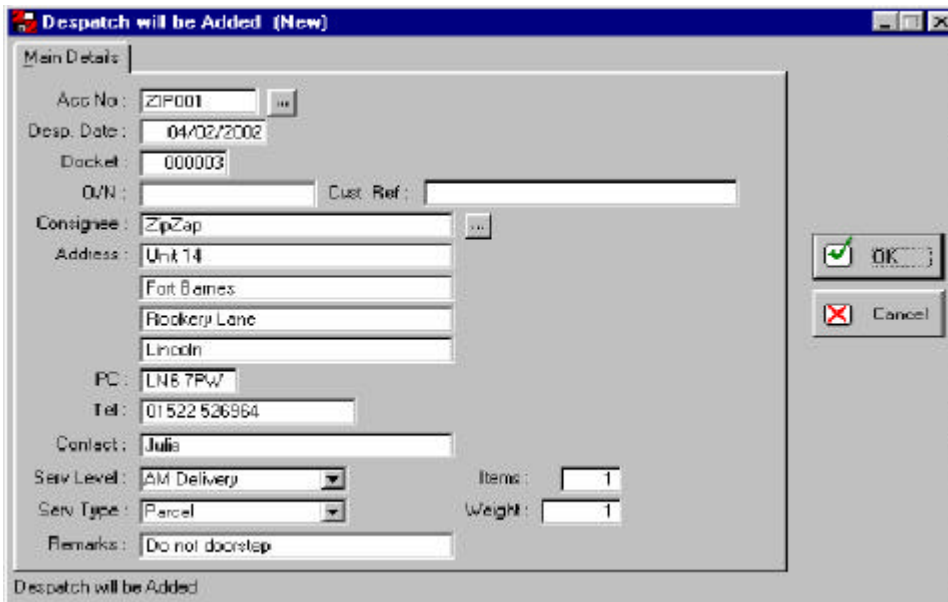 Despatch will be Added (New)
Main Details
Acc No : ZIP001 ...
Desp. Date : 04/02/2002
Docket : 000003
O/N : Cust. Ref :
Consignee : ZipZap ...
Address : Unit 14
Fort Barnes
Rookery Lane
Lincoln
PC : LN6 7PW
Tel : 01522 526964
Contact : Julie
Serv Level : AM Delivery Items : 1
Serv Type : Parcel Weight : 1
Remarks : Do not doorstep
OK
Cancel
Despatch will be Added